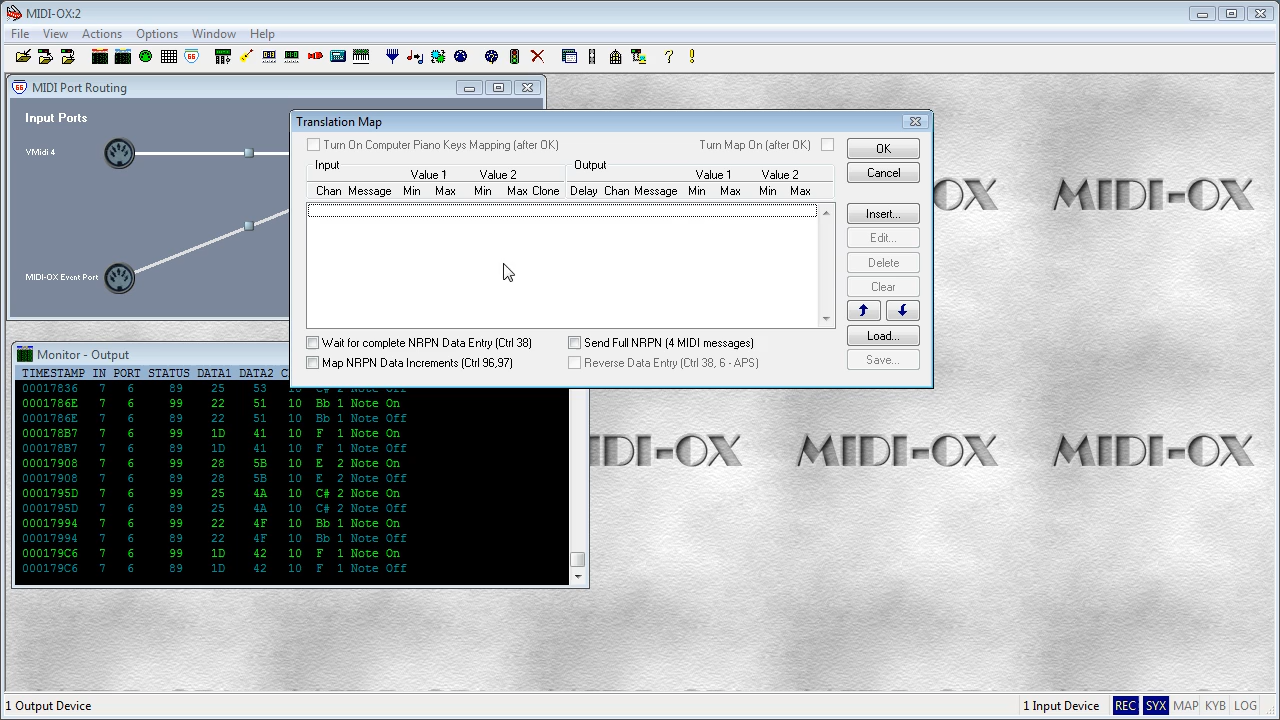 MIDI-OX:2
File View Actions Options Window Help
MIDI Port Routing
Input Ports
VMidi 4
MIDI-OX Event Port
Translation Map
Turn On Computer Piano Keys Mapping (after OK) Turn Map On (after OK)
OK
Cancel
Input Output
Value 1 Value 2 Value 1 Value 2
Chan Message Min Max Min Max Clone Delay Chan Message Min Max Min Max
Insert...
Edit...
Delete
Clear
Load...
Save...
Wait for complete NRPN Data Entry (Ctrl 38) Send Full NRPN (4 MIDI messages)
Map NRPN Data Increments (Ctrl 96,97) Reverse Data Entry (Ctrl 38, 6 - APS)
Monitor - Output
TIMESTAMP IN PORT STATUS DATA1 DATA2 C
00017836 7 6 89 25 53 10 C# 2 Note Off
0001786E 7 6 99 22 51 10 Bb 1 Note On
0001786E 7 6 89 22 51 10 Bb 1 Note Off
000178B7 7 6 99 1D 41 10 F 1 Note On
000178B7 7 6 89 1D 41 10 F 1 Note Off
00017908 7 6 99 28 5B 10 E 2 Note On
00017908 7 6 89 28 5B 10 E 2 Note Off
0001795D 7 6 99 25 4A 10 C# 2 Note On
0001795D 7 6 89 25 4A 10 C# 2 Note Off
00017994 7 6 99 22 4F 10 Bb 1 Note On
00017994 7 6 89 22 4F 10 Bb 1 Note Off
000179C6 7 6 99 1D 42 10 F 1 Note On
000179C6 7 6 89 1D 42 10 F 1 Note Off
MIDI-OX
MIDI-OX MIDI-OX
1 Output Device 1 Input Device REC SYX MAP KYB LOG